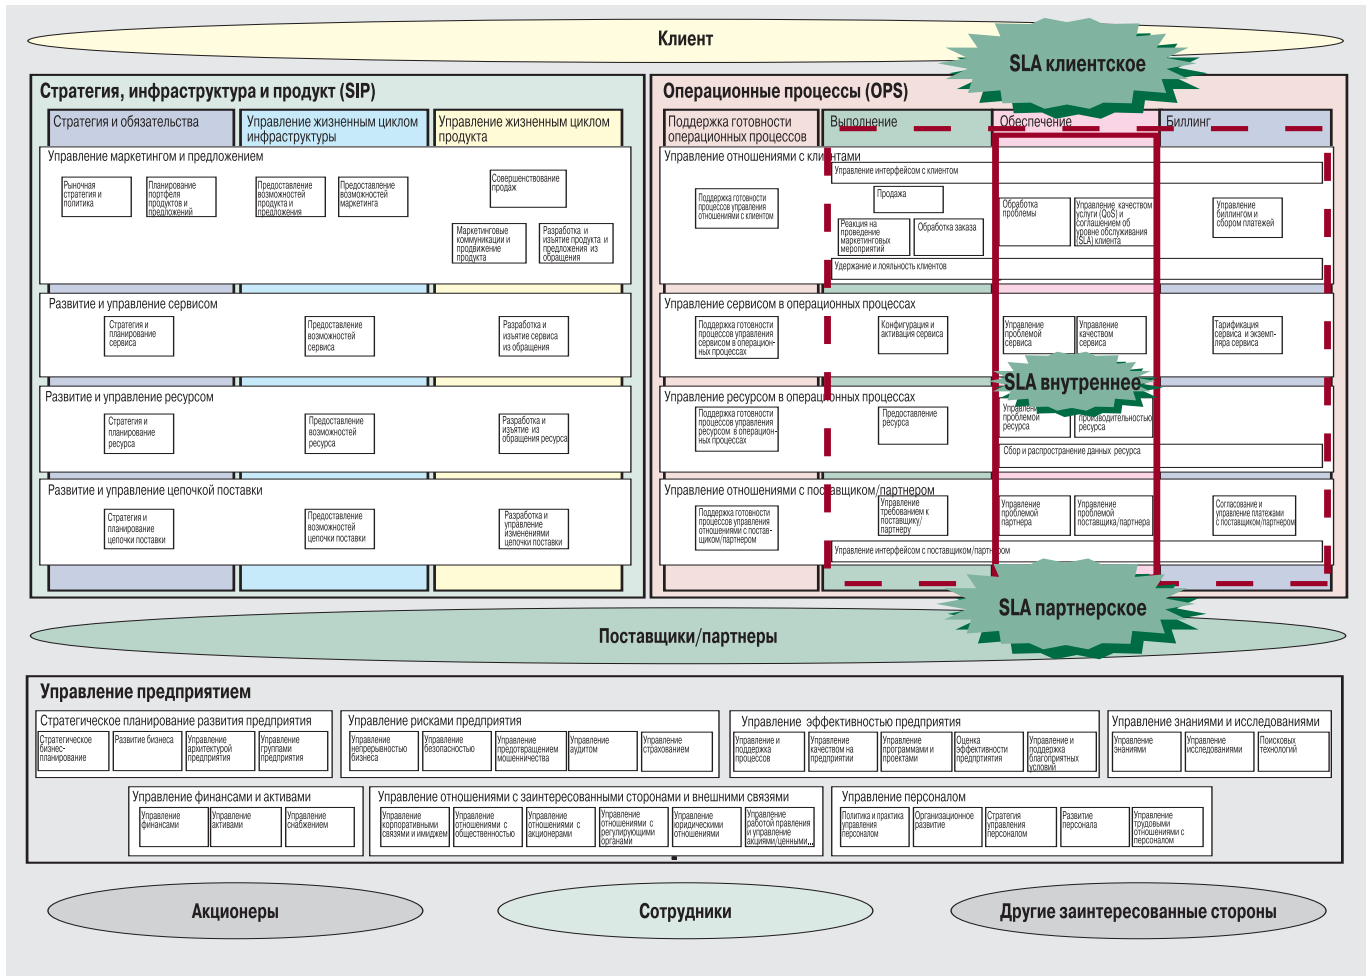 Клиент
SLA клиентское
Стратегия, инфраструктура и продукт (SIP)
Стратегия и обязательства
Управление жизненным циклом
инфраструктуры
Управление жизненным циклом
продукта
Управление маркетингом и предложением
Рыночная
стратегия и
политика
Планирование
портфеля
продуктов и
предложений
Предоставление
возможностей
продукта и
предложения
Предоставление
возможностей
маркетинга
Совершенствование
продаж
Маркетинговые
коммуникации и
продвижение
продукта
Разработка и
изъятие продукта и
предложения из
обращения
Развитие и управление сервисом
Стратегия и
планирование
сервиса
Предоставление
возможностей
сервиса
Разработка и
изъятие сервиса
из обращения
Развитие и управление ресурсом
Стратегия и
планирование
ресурса
Предоставление
возможностей
ресурса
Разработка и
изъятие из
обращения ресурса
Развитие и управление цепочкой поставки
Стратегия и
планирование
цепочки поставки
Предоставление
возможностей
цепочки поставки
Разработка и
управление
изменениями
цепочки поставки
Операционные процессы (OPS)
Поддержка готовности
операционных процессов
Выполнение
Обеспечение
Биллинг
Управление отношениями с клиентами
Управление интерфейсом с клиентом
Поддержка готовности
процессов управления
отношениями с клиентом
Продажа
Реакция на
проведение
маркетинговых
мероприятий
Обработка заказа
Обработка
проблемы
Управление качеством
услуги (QoS) и
соглашением об
уровне обслуживания
(SLA) клиента
Управление
биллингом и
сбором платежей
Удержание и лояльность клиентов
Управление сервисом в операционных процессах
Поддержка готовности
процессов управления
сервисом в операцион-
ных процессах
Конфигурация и
активация сервиса
Управление
проблемой
сервиса
Управление
качеством
сервиса
Тарификация
сервиса и экземп-
ляра сервиса
SLA внутреннее
Управление ресурсом в операционных процессах
Поддержка готовности
процессов управления
ресурсом в операцион-
ных процессах
Предоставление
ресурса
проблемой
ресурса
производительностью
ресурса
Сбор и распространение данных ресурса
Управление отношениями с поставщиком/партнером
Поддержка готовности
процессов управления
отношениями с постав-
щиком/партнером
Управление
требованием к
поставщику/
партнеру
Управление
проблемой
партнера
Управление
проблемой
поставщика/партнера
Согласование и
управление платежами
с поставщиком/партнером
Управление интерфейсом с поставщиком/партнером
SLA партнерское
Поставщики/партнеры
Управление предприятием
Стратегическое планирование развития предприятия
Стратегическое
бизнес-
планирование
Развитие бизнеса
Управление
архитектурой
предприятия
Управление
группами
предприятия
Управление рисками предприятия
Управление
непрерывностью
бизнеса
Управление
безопасностью
Управление
предотвращением
мошенничества
Управление
аудитом
Управление
страхованием
Управление эффективностью предприятия
Управление и
поддержка
процессов
Управление
качеством на
предприятии
Управление
программами и
проектами
Оценка
эффективности
предптриятия
Управление и
поддержка
благоприятных
условий
Управление знаниями и исследованиями
Управление
знаниями
Управление
исследованиями
Поисковых
технологий
Управление финансами и активами
Управление
финансами
Управление
активами
Управление
снабжением
Управление отношениями с заинтересованными сторонами и внешними связями
Управление
корпоративными
связями и имиджем
Управление
отношениями с
общественностью
Управление
отношениями с
акционерами
Управление
отношениями с
регулирующими
органами
Управление
юридическими
отношениями
Управление
работой правления
и управление
акциями/ценными...
Управление персоналом
Политика и практика
управления
персоналом
Организационное
развитие
Стратегия
управления
персоналом
Развитие
персонала
Управление
трудовыми
отношениями с
персоналом
Акционеры
Сотрудники
Другие заинтересованные стороны